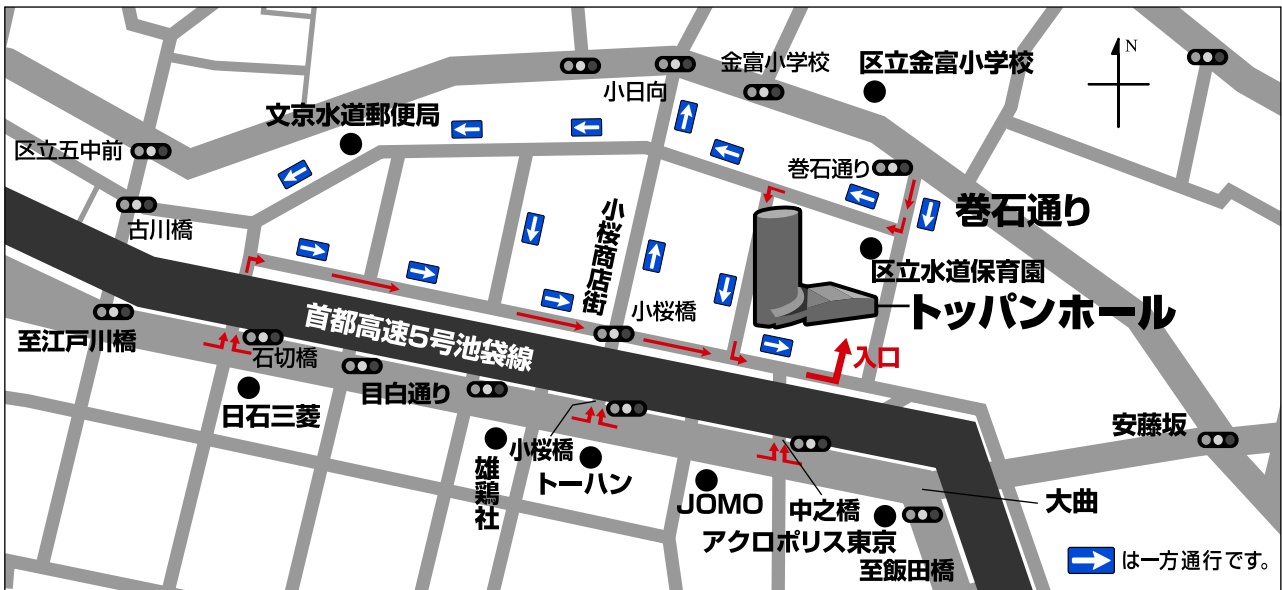 N
金富小学校
区立金富小学校
小日向
文京水道郵便局
区立五中前
巻石通り
巻石通り
古川橋
小桜商店街
区立水道保育園
トッパンホール
小桜橋
首都高速5号池袋線
至江戸川橋
石切橋
入口
目白通り
日石三菱
小桜橋
安藤坂
雄鶏社
トーハン
JOMO
中之橋
大曲
アクロポリス東京
至飯田橋
は一方通行です。